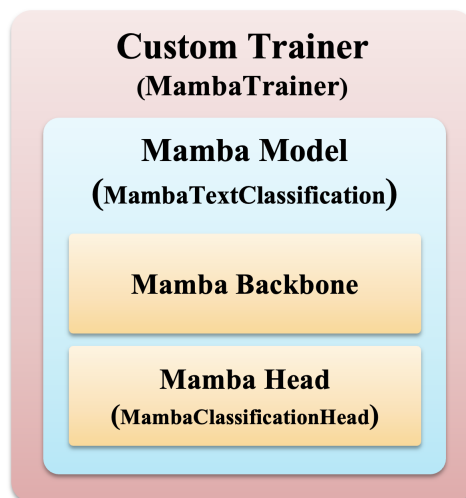 Custom Trainer
(MambaTrainer)
Mamba Model
(MambaTextClassification)
Mamba Backbone
Mamba Head
(MambaClassificationHead)